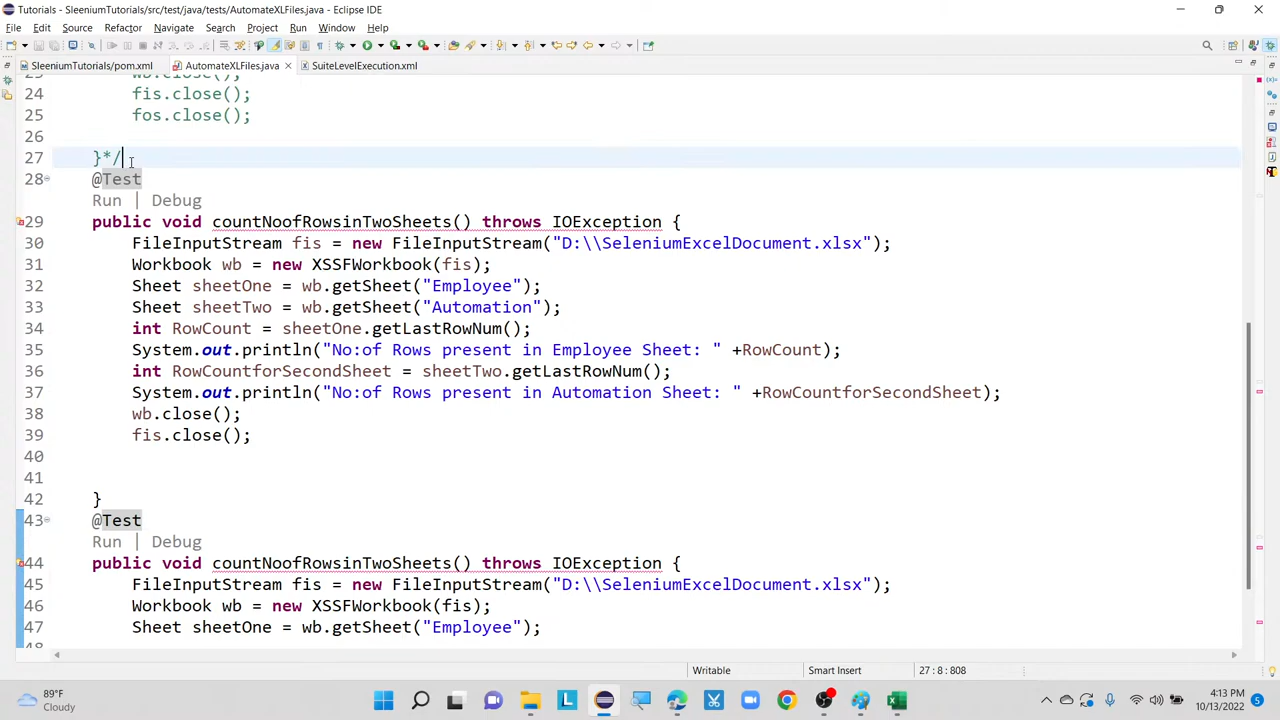 Tutorials - SleeniumTutorials/src/test/java/tests/AutomateXLFiles.java - Eclipse IDE
File Edit Source Refactor Navigate Search Project Run Window Help
SleeniumTutorials/pom.xml AutomateXLFiles.java SuiteLevelExecution.xml
23 wb.close();
24 fis.close();
25 fos.close();
26
27 }*/
28 @Test
Run | Debug
29 public void countNoofRowsinTwoSheets() throws IOException {
30 FileInputStream fis = new FileInputStream("D:\\SeleniumExcelDocument.xlsx");
31 Workbook wb = new XSSFWorkbook(fis);
32 Sheet sheetOne = wb.getSheet("Employee");
33 Sheet sheetTwo = wb.getSheet("Automation");
34 int RowCount = sheetOne.getLastRowNum();
35 System.out.println("No:of Rows present in Employee Sheet: " +RowCount);
36 int RowCountforSecondSheet = sheetTwo.getLastRowNum();
37 System.out.println("No:of Rows present in Automation Sheet: " +RowCountforSecondSheet);
38 wb.close();
39 fis.close();
40
41
42 }
43 @Test
Run | Debug
44 public void countNoofRowsinTwoSheets() throws IOException {
45 FileInputStream fis = new FileInputStream("D:\\SeleniumExcelDocument.xlsx");
46 Workbook wb = new XSSFWorkbook(fis);
47 Sheet sheetOne = wb.getSheet("Employee");
48
Writable Smart Insert 27 : 8 : 808
89°F
Cloudy
4:13 PM
10/13/2022
5